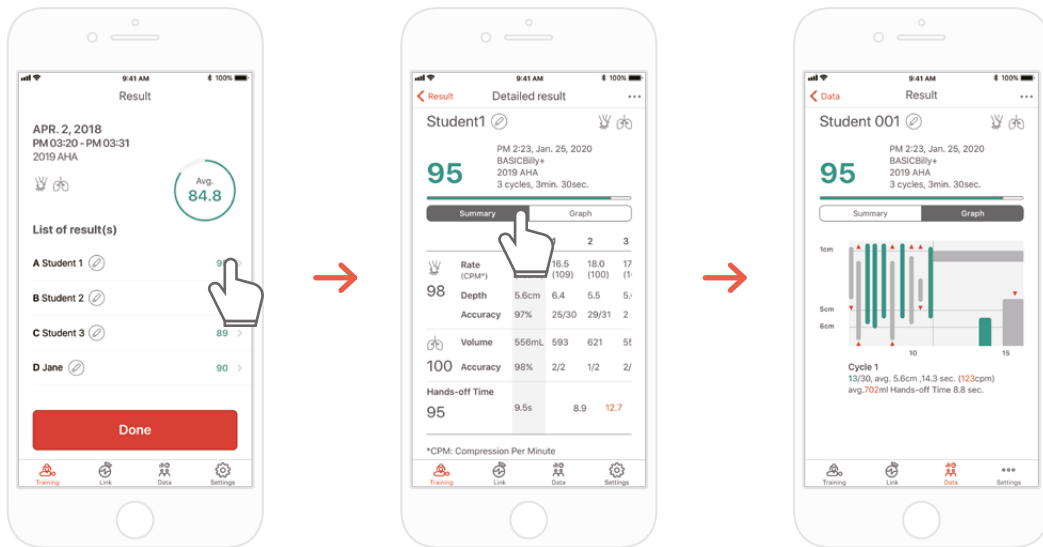 9:41 AM 100%
Result
APR. 2, 2018
PM 03:20 - PM 03:31
2019 AHA
Avg.
84.8
List of result(s)
A Student 1
B Student 2
C Student 3 89 >
D Jane 90 >
Done
Training Link Data Settings
9:41 AM 100%
Result Detailed result ...
Student1
95
PM 2:23, Jan. 25, 2020
BASICBilly+
2019 AHA
3 cycles, 3min. 30sec.
Summary Graph
1 2 3
98
Rate 16.5 18.0 17
(CPM*) (109) (100)
Depth 5.6cm 6.4 5.5 5.
Accuracy 97% 25/30 29/31 2
100
Volume 556mL 593 621
Accuracy 98% 2/2 1/2 2/
Hands-off Time
95 9.5s 8.9 12.7
*CPM: Compression Per Minute
Training Link Data Settings
9:41 AM 100%
Data Result ...
Student 001
95
PM 2:23, Jan. 25, 2020
BASICBilly+
2019 AHA
3 cycles, 3min. 30sec.
Summary Graph
1cm
5cm
6cm
10 15
Cycle 1
13/30, avg. 5.6cm ,14.3 sec. (123cpm)
avg.702ml Hands-off Time 8.8 sec.
Training Link Data Settings